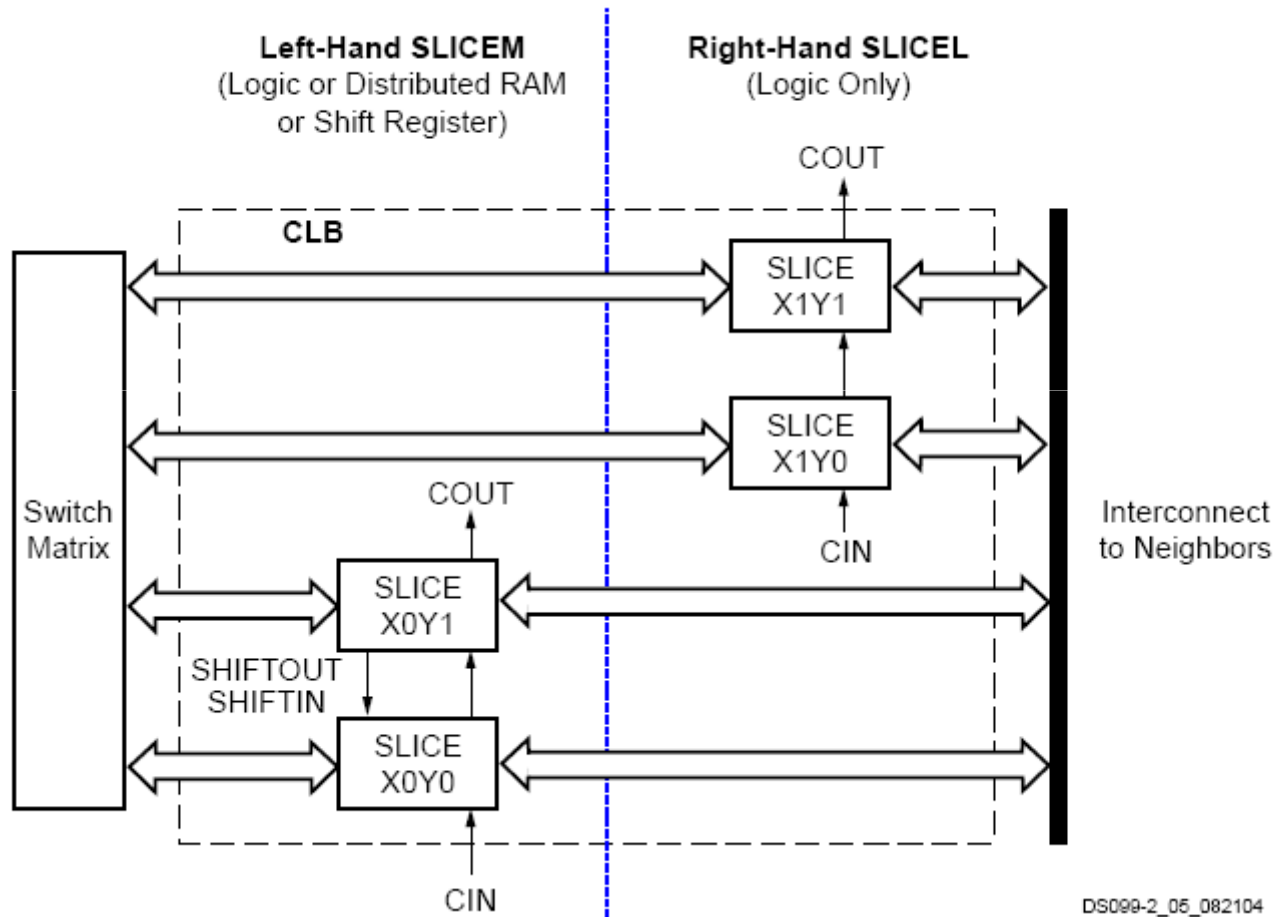 Left-Hand SLICEM
(Logic or Distributed RAM
or Shift Register)
Right-Hand SLICEL
(Logic Only)
COUT
CLB
SLICE
X1Y1
SLICE
X1Y0
COUT
CIN
Switch
Matrix
Interconnect
to Neighbors
SLICE
X0Y1
SHIFTOUT
SHIFTIN
SLICE
X0Y0
CIN
DS099-2_05_082104